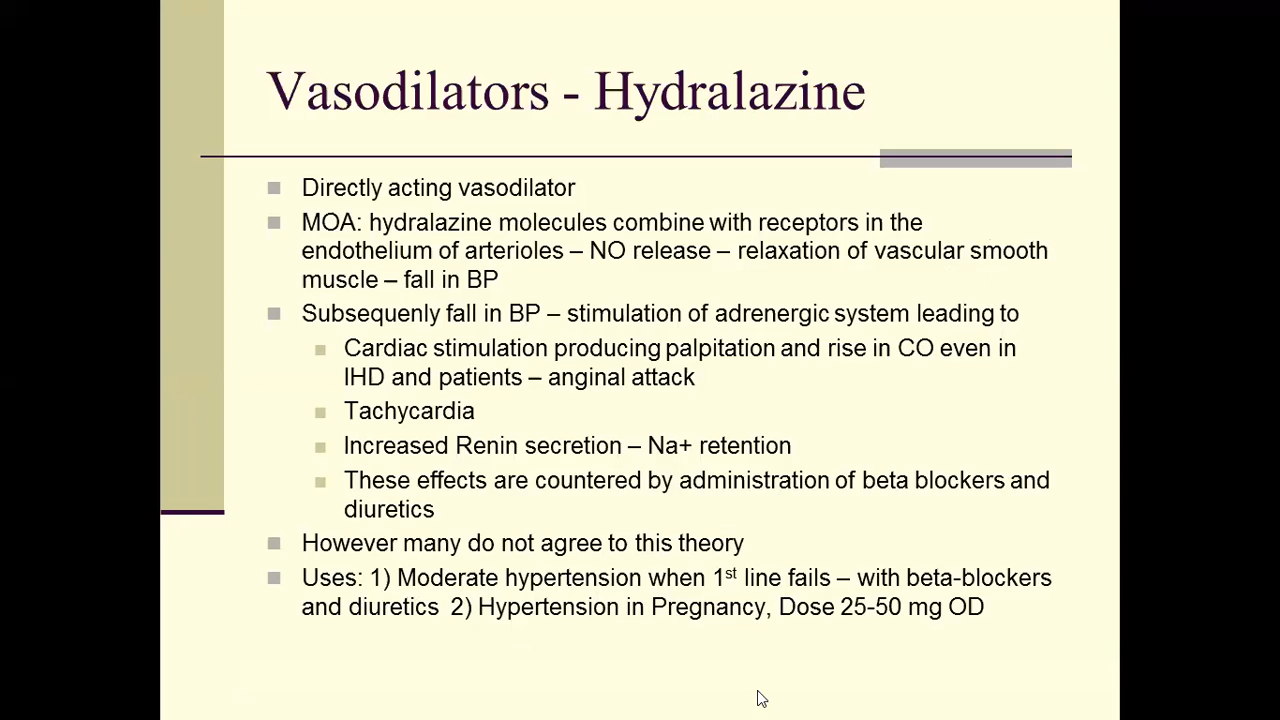 Vasodilators - Hydralazine
Directly acting vasodilator
MOA: hydralazine molecules combine with receptors in the
endothelium of arterioles – NO release – relaxation of vascular smooth
muscle – fall in BP
Subsequenly fall in BP – stimulation of adrenergic system leading to
Cardiac stimulation producing palpitation and rise in CO even in
IHD and patients – anginal attack
Tachycardia
Increased Renin secretion – Na+ retention
These effects are countered by administration of beta blockers and
diuretics
However many do not agree to this theory
Uses: 1) Moderate hypertension when 1st line fails – with beta-blockers
and diuretics 2) Hypertension in Pregnancy, Dose 25-50 mg OD